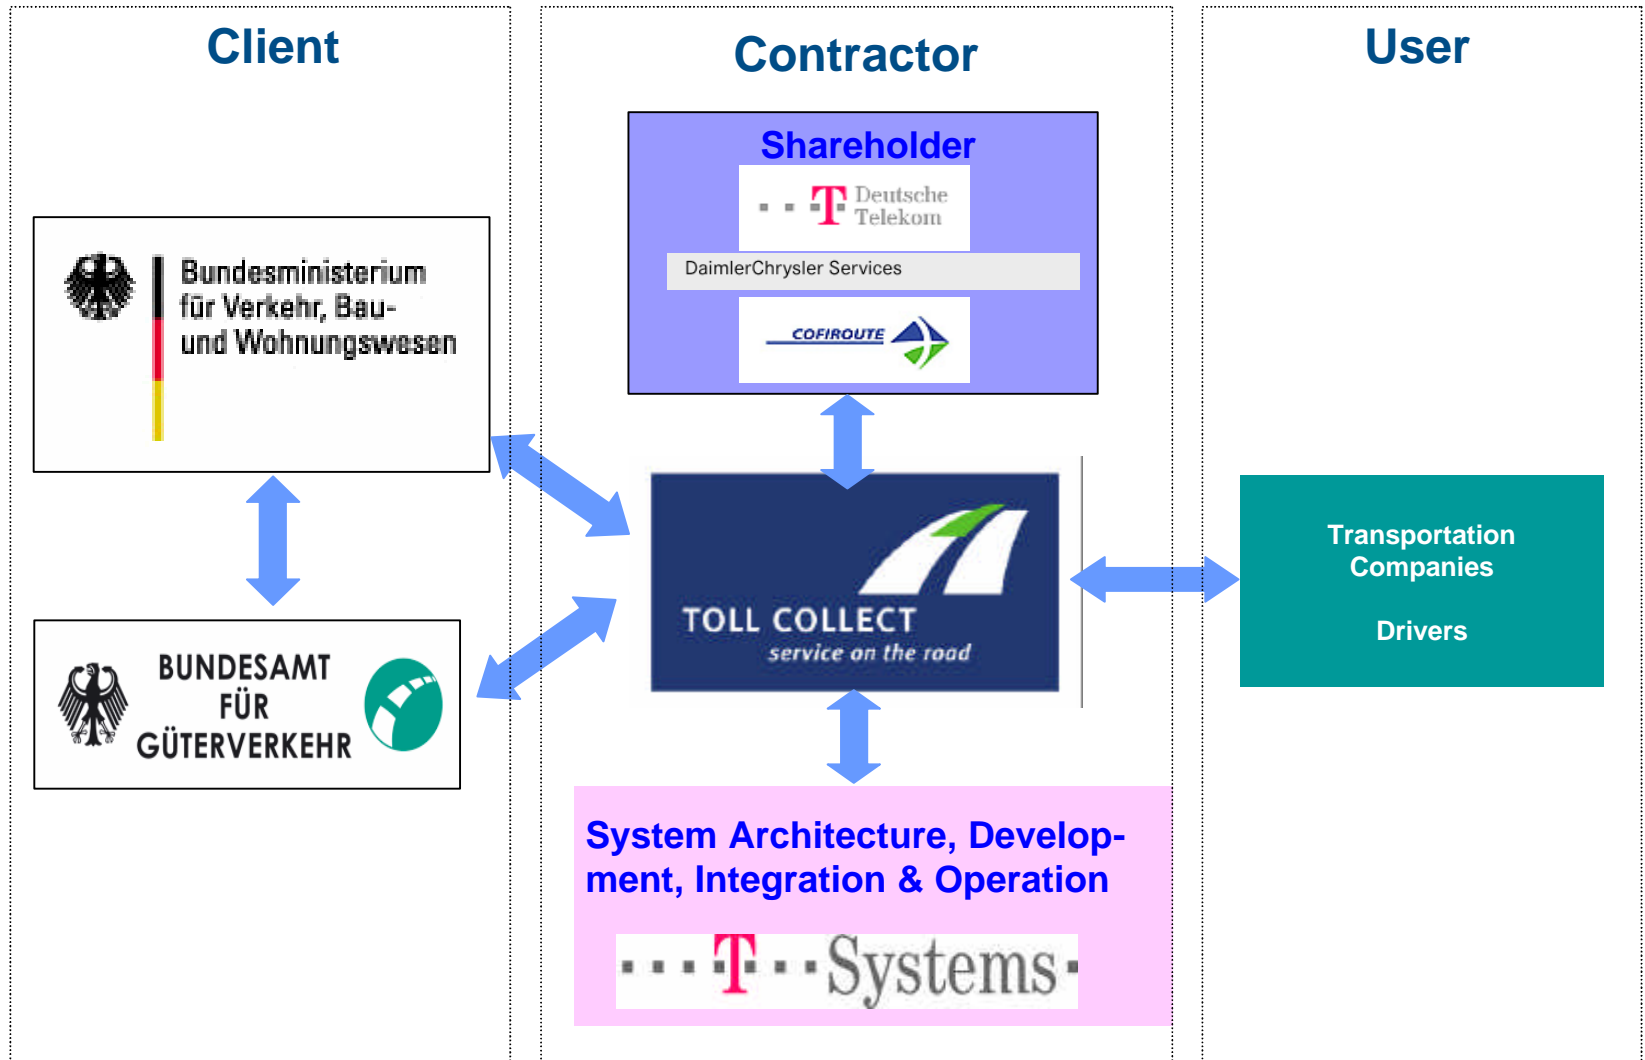 Client
Bundesministerium
für Verkehr, Bau-
und Wohnungswesen
BUNDESAMT
FÜR
GÜTERVERKEHR
Contractor
Shareholder
T Deutsche
Telekom
DaimlerChrysler Services
COFIROUTE
TOLL COLLECT
service on the road
System Architecture, Develop-
ment, Integration & Operation
T Systems
User
Transportation
Companies
Drivers